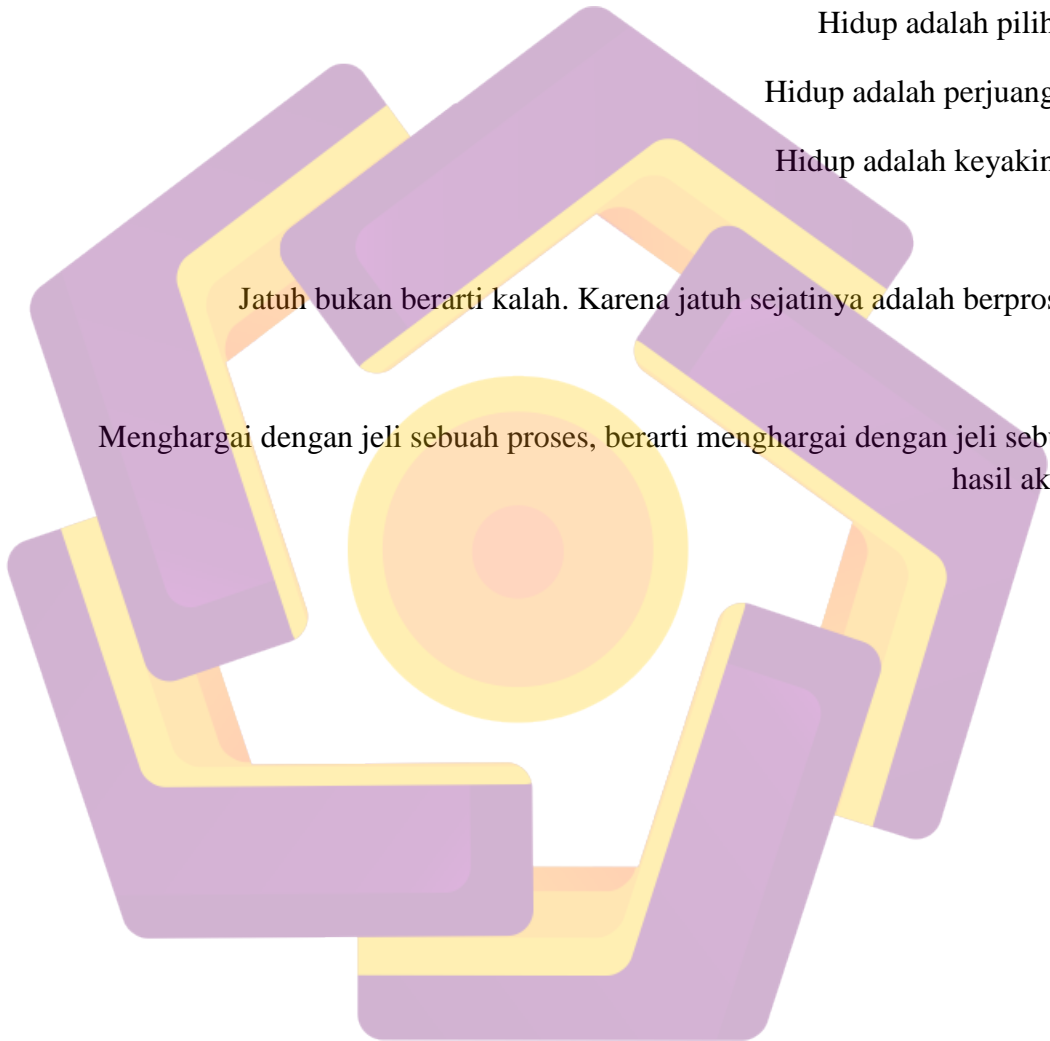 Hidup adalah pilih
Hidup adalah perjuang
Hidup adalah keyakin
Jatuh bukan berarti kalah. Karena jatuh sejatinya adalah berpros
Menghargai dengan jeli sebuah proses, berarti menghargai dengan jeli seb
hasil ak